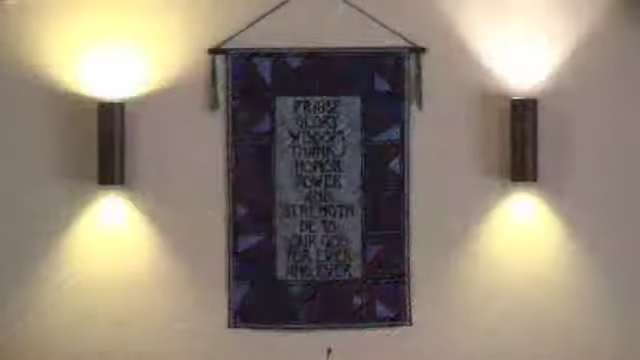 PRAISE
GLORY
WISDOM
THANKS
HONOR
POWER
AND
STRENGTH
BE TO
OUR GOD
FOR EVER
AND EVER